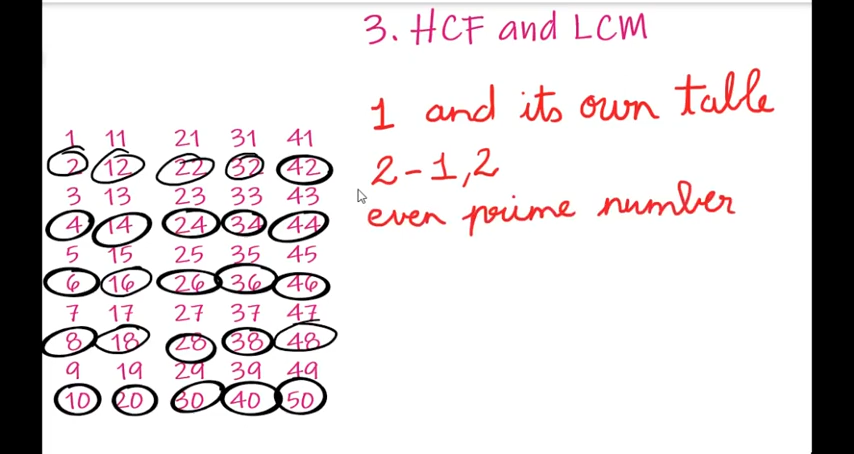 3. HCF and LCM
1 and its own table
2-1,2
even prime number
1 11 21 31 41
2 12 22 32 42
3 13 23 33 43
4 14 24 34 44
5 15 25 35 45
6 16 26 36 46
7 17 27 37 47
8 18 28 38 48
9 19 29 39 49
10 20 30 40 50